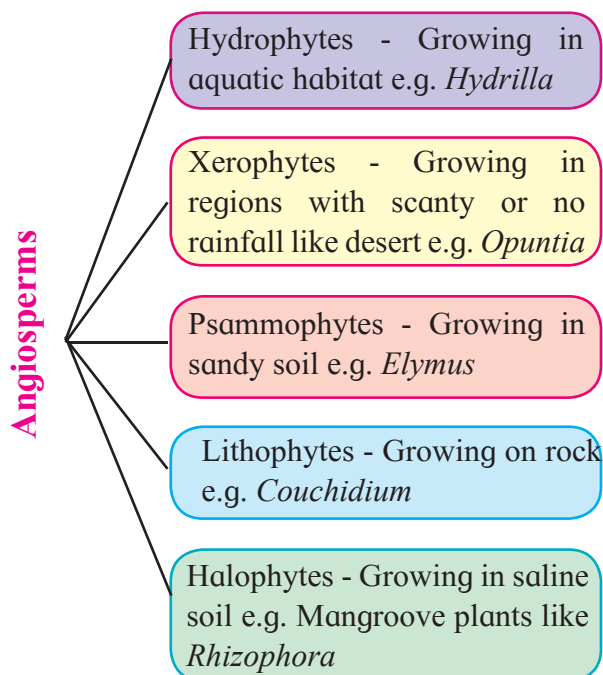 Angiosperms
Hydrophytes - Growing in
aquatic habitat e.g. Hydrilla
Xerophytes - Growing in
regions with scanty or no
rainfall like desert e.g. Opuntia
Psammophytes - Growing in
sandy soil e.g. Elymus
Lithophytes - Growing on rock
e.g. Couchidium
Halophytes - Growing in saline
soil e.g. Mangroove plants like
Rhizophora